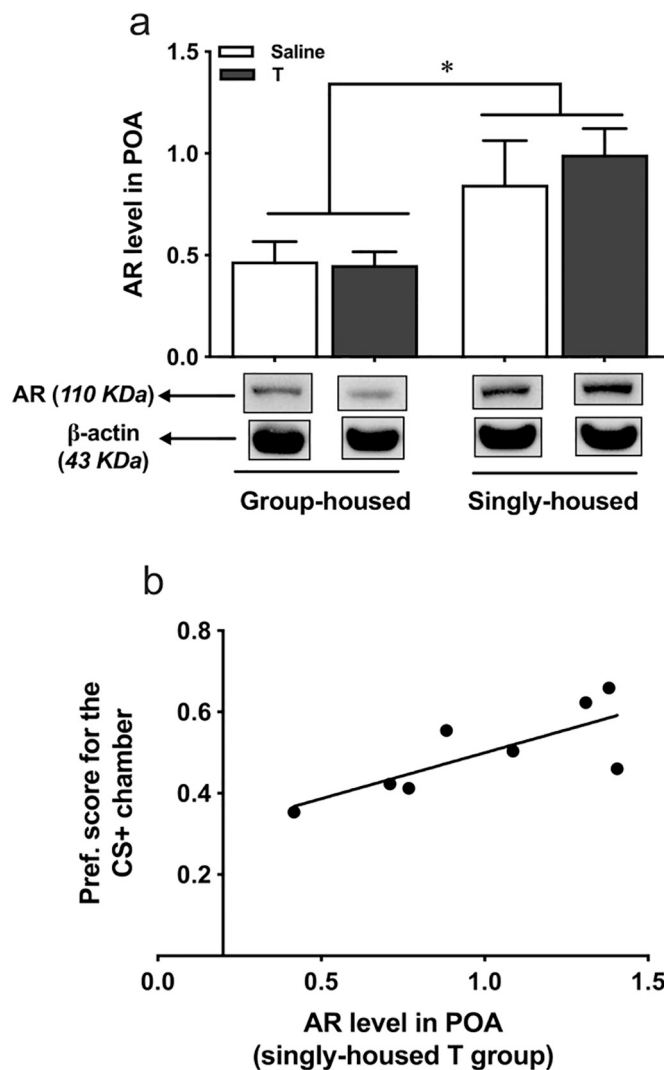 a
1.5
1.0
0.5
0.0
AR level in POA
Saline
T
*
AR (110 KDa)
β-actin
(43 KDa)
Group-housed
Singly-housed
b
0.8
0.6
0.4
0.2
Pref. score for the
CS+ chamber
0.0
0.5
1.0
1.5
AR level in POA
(singly-housed T group)